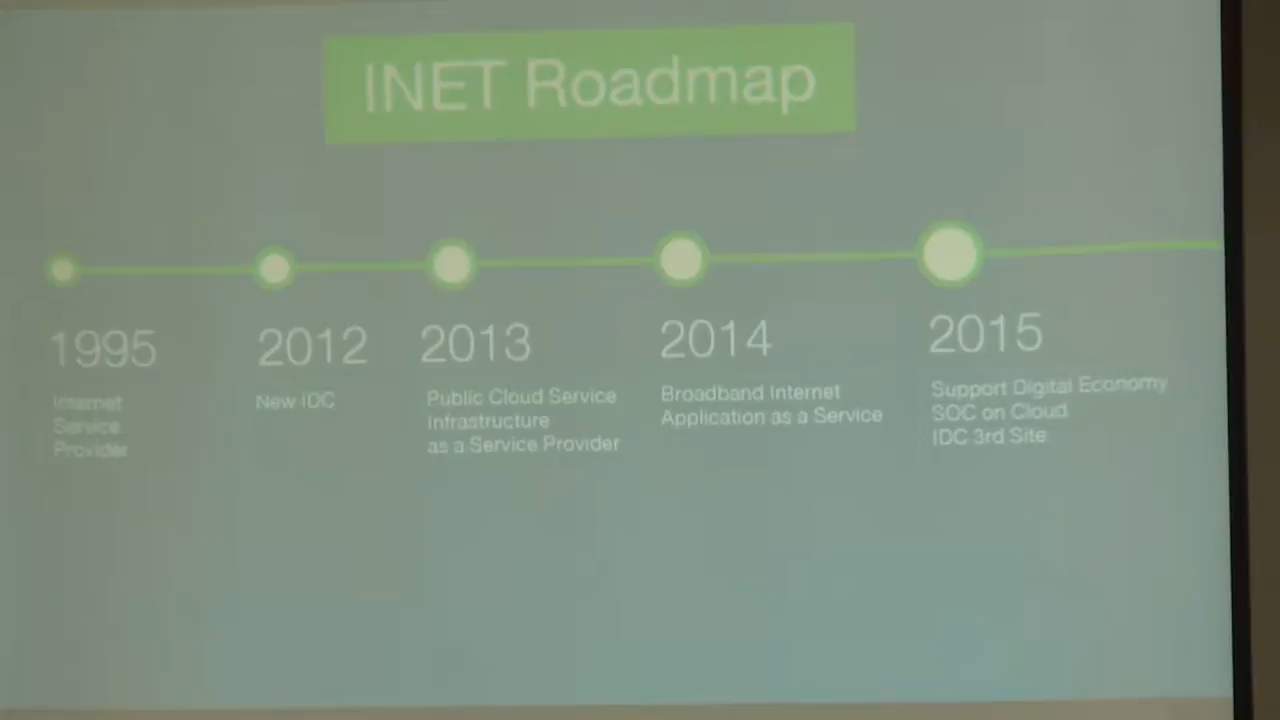 INET Roadmap
1995
Internet
Service
Provider
2012
New IDC
2013
Public Cloud Service
Infrastructure
as a Service Provider
2014
Broadband Internet
Application as a Service
2015
Support Digital Economy
SOC on Cloud
IDC 3rd Site